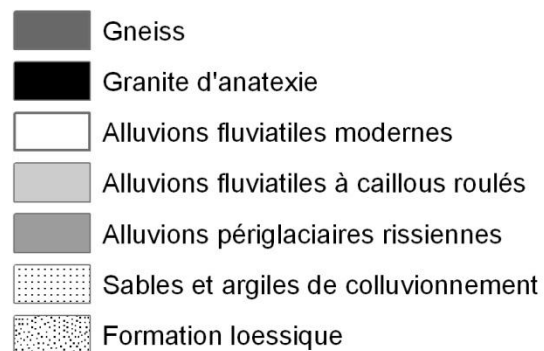 Gneiss
Granite d'anatexie
Alluvions fluviatiles modernes
Alluvions fluviatiles à caillous roulés
Alluvions périglaciaires rissiennes
Sables et argiles de colluvionnement
Formation loessique